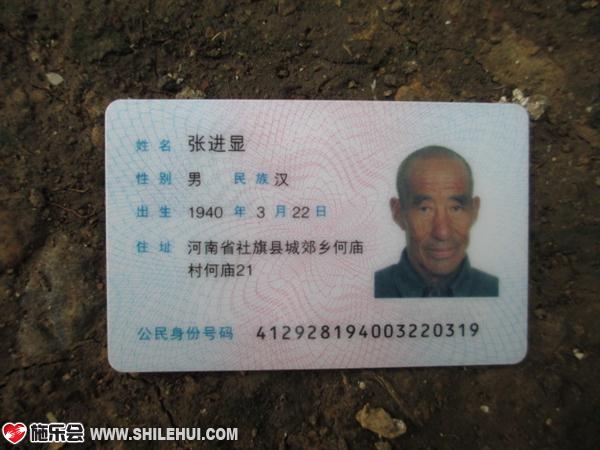 姓名 张进显
性别 男 民族 汉
出生 1940 年 3 月 22 日
住址 河南省社旗县城郊乡何庙
村何庙21
公民身份号码 412928194003220319
施乐会 WWW.SHILEHUI.COM